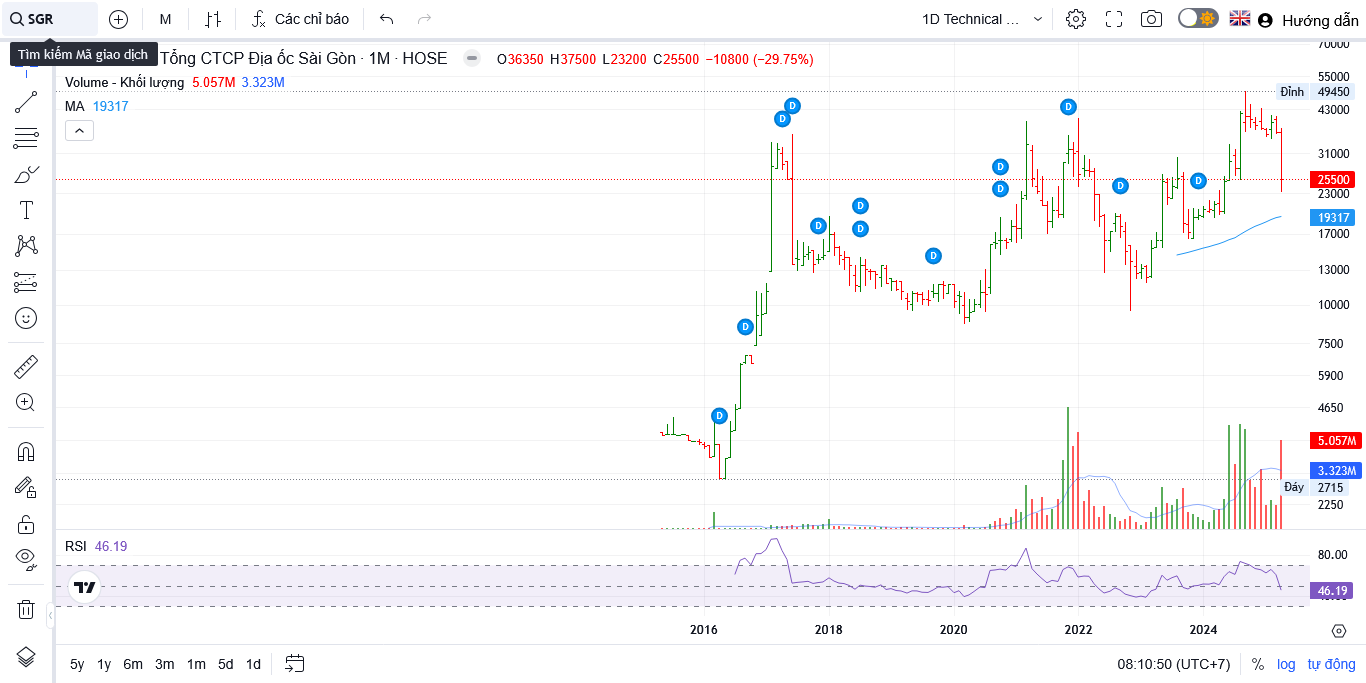 SGR M Các chỉ báo 1D Technical ... Hướng dẫn
Tìm kiếm Mã giao dịch
Tổng CTCP Địa ốc Sài Gòn · 1M · HOSE O36350 H37500 L23200 C25500 −10800 (−29.75%)
Volume - Khối lượng 5.057M 3.323M
MA 19317
70000
55000
Đỉnh 49450
43000
31000
25500
23000
19317
17000
13000
10000
7500
5900
4650
5.057M
3.323M
Đáy 2715
2250
D
D
D
D
D
D
D
D
D
D
D
D
D
RSI 46.19
80.00
46.19
2016 2018 2020 2022 2024
5y 1y 6m 3m 1m 5d 1d 08:10:50 (UTC+7) % log tự động